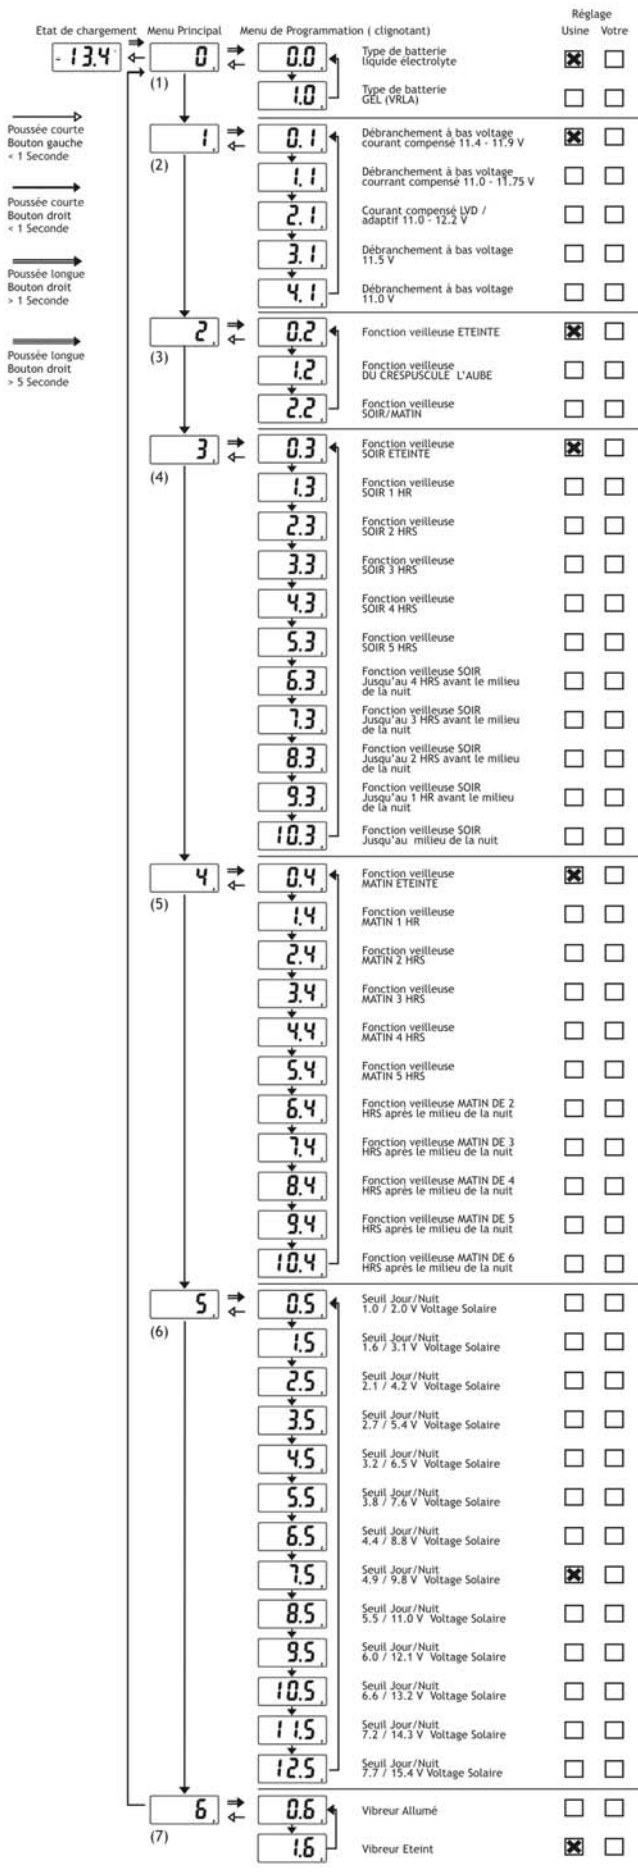 Réglage
Etat de chargement Menu Principal Menu de Programmation ( clignotant) Usine Votre
- 13.4 0 0.0 Type de batterie
liquide électrolyte
(1) 1.0 Type de batterie
GEL (VRLA)
Poussée courte
Bouton gauche
< 1 Seconde
Poussée courte
Bouton droit
< 1 Seconde
Poussée longue
Bouton droit
> 1 Seconde
Poussée longue
Bouton droit
> 5 Seconde
1 0.1 Débranchement à bas voltage
courant compensé 11.4 - 11.9 V
(2) 1.1 Débranchement à bas voltage
courrant compensé 11.0 - 11.75 V
2.1 Courant compensé LVD /
adaptif 11.0 - 12.2 V
3.1 Débranchement à bas voltage
11.5 V
4.1 Débranchement à bas voltage
11.0 V
2 0.2 Fonction veilleuse ETEINTE
(3) 1.2 Fonction veilleuse
DU CRESPUSCULE L'AUBE
2.2 Fonction veilleuse
SOIR/MATIN
3 0.3 Fonction veilleuse
SOIR ETEINTE
(4) 1.3 Fonction veilleuse
SOIR 1 HR
2.3 Fonction veilleuse
SOIR 2 HRS
3.3 Fonction veilleuse
SOIR 3 HRS
4.3 Fonction veilleuse
SOIR 4 HRS
5.3 Fonction veilleuse
SOIR 5 HRS
6.3 Fonction veilleuse SOIR
Jusqu'au 4 HRS avant le milieu
de la nuit
7.3 Fonction veilleuse SOIR
Jusqu'au 3 HRS avant le milieu
de la nuit
8.3 Fonction veilleuse SOIR
Jusqu'au 2 HRS avant le milieu
de la nuit
9.3 Fonction veilleuse SOIR
Jusqu'au 1 HR avant le milieu
de la nuit
10.3 Fonction veilleuse SOIR
Jusqu'au milieu de la nuit
4 0.4 Fonction veilleuse
MATIN ETEINTE
(5) 1.4 Fonction veilleuse
MATIN 1 HR
2.4 Fonction veilleuse
MATIN 2 HRS
3.4 Fonction veilleuse
MATIN 3 HRS
4.4 Fonction veilleuse
MATIN 4 HRS
5.4 Fonction veilleuse
MATIN 5 HRS
6.4 Fonction veilleuse MATIN DE 2
HRS après le milieu de la nuit
7.4 Fonction veilleuse MATIN DE 3
HRS après le milieu de la nuit
8.4 Fonction veilleuse MATIN DE 4
HRS après le milieu de la nuit
9.4 Fonction veilleuse MATIN DE 5
HRS après le milieu de la nuit
10.4 Fonction veilleuse MATIN DE 6
HRS après le milieu de la nuit
5 0.5 Seuil Jour/Nuit
1.0 / 2.0 V Voltage Solaire
(6) 1.5 Seuil Jour/Nuit
1.6 / 3.1 V Voltage Solaire
2.5 Seuil Jour/Nuit
2.1 / 4.2 V Voltage Solaire
3.5 Seuil Jour/Nuit
2.7 / 5.4 V Voltage Solaire
4.5 Seuil Jour/Nuit
3.2 / 6.5 V Voltage Solaire
5.5 Seuil Jour/Nuit
3.8 / 7.6 V Voltage Solaire
6.5 Seuil Jour/Nuit
4.4 / 8.8 V Voltage Solaire
7.5 Seuil Jour/Nuit
4.9 / 9.8 V Voltage Solaire
8.5 Seuil Jour/Nuit
5.5 / 11.0 V Voltage Solaire
9.5 Seuil Jour/Nuit
6.0 / 12.1 V Voltage Solaire
10.5 Seuil Jour/Nuit
6.6 / 13.2 V Voltage Solaire
11.5 Seuil Jour/Nuit
7.2 / 14.3 V Voltage Solaire
12.5 Seuil Jour/Nuit
7.7 / 15.4 V Voltage Solaire
6 0.6 Vibreur Allumé
(7) 1.6 Vibreur Eteint